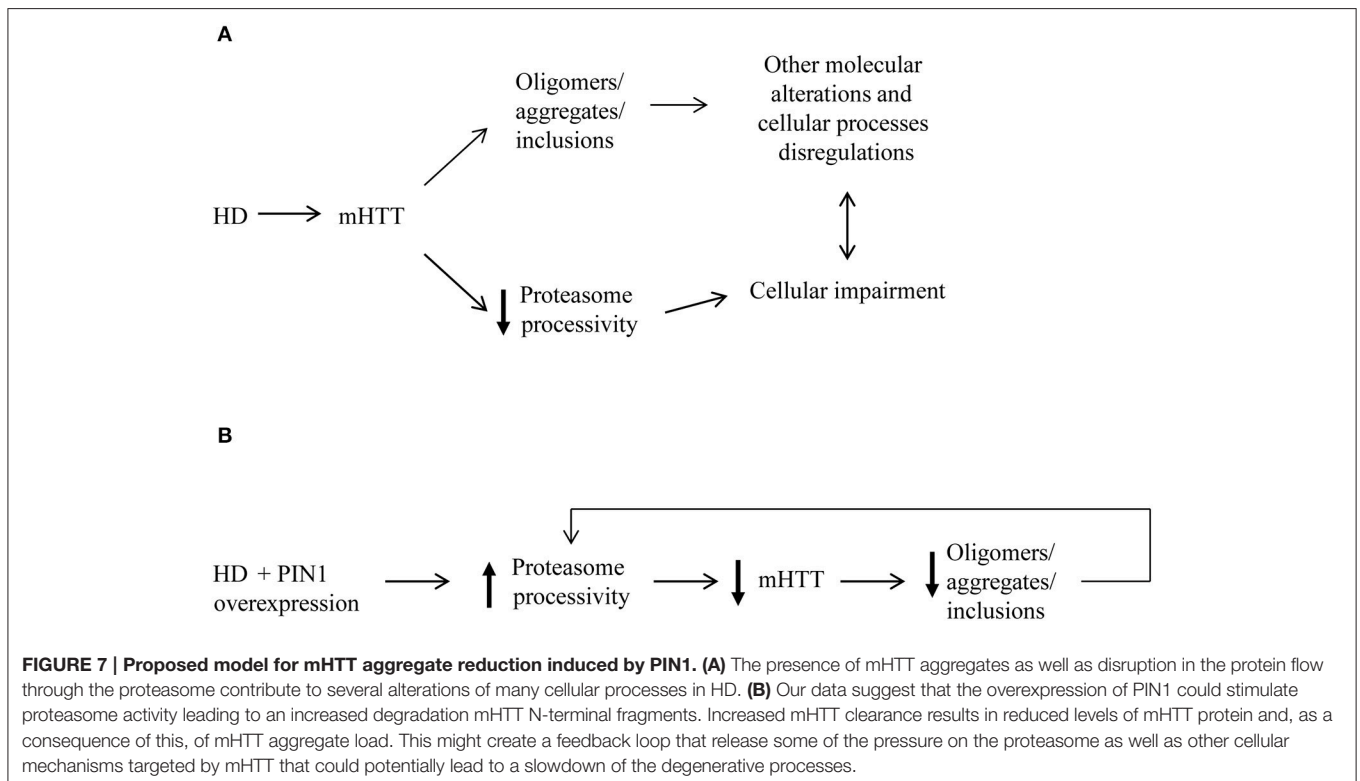 A
Oligomers/
aggregates/
inclusions
Other molecular
alterations and
cellular processes
disregulations
HD
mHTT
Proteasome
processivity
Cellular impairment
B
HD + PIN1
overexpression
Proteasome
processivity
mHTT
Oligomers/
aggregates/
inclusions
FIGURE 7 | Proposed model for mHTT aggregate reduction induced by PIN1. (A) The presence of mHTT aggregates as well as disruption in the protein flow
through the proteasome contribute to several alterations of many cellular processes in HD. (B) Our data suggest that the overexpression of PIN1 could stimulate
proteasome activity leading to an increased degradation mHTT N-terminal fragments. Increased mHTT clearance results in reduced levels of mHTT protein and, as a
consequence of this, of mHTT aggregate load. This might create a feedback loop that release some of the pressure on the proteasome as well as other cellular
mechanisms targeted by mHTT that could potentially lead to a slowdown of the degenerative processes.